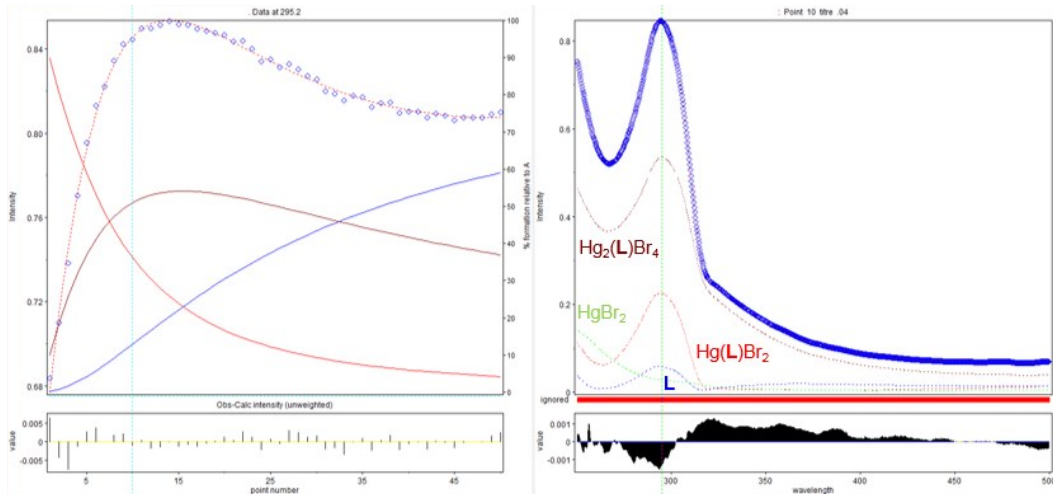 . Data at 295.2
100
90
80
70
60
50
40
30
20
10
0
0.84
0.80
0.76
0.72
0.68
Intensity
% formation relative to A
Obs-Calc intensity (unweighted)
0.005
0
-0.005
value
5
15
25
35
45
point number
: Point 10 titre .04
0.8
0.6
0.4
0.2
0
Intensity
Hg₂(L)Br₄
HgBr₂
Hg(L)Br₂
L
ignored
0.001
0
-0.001
value
300
350
400
450
500
wavelength